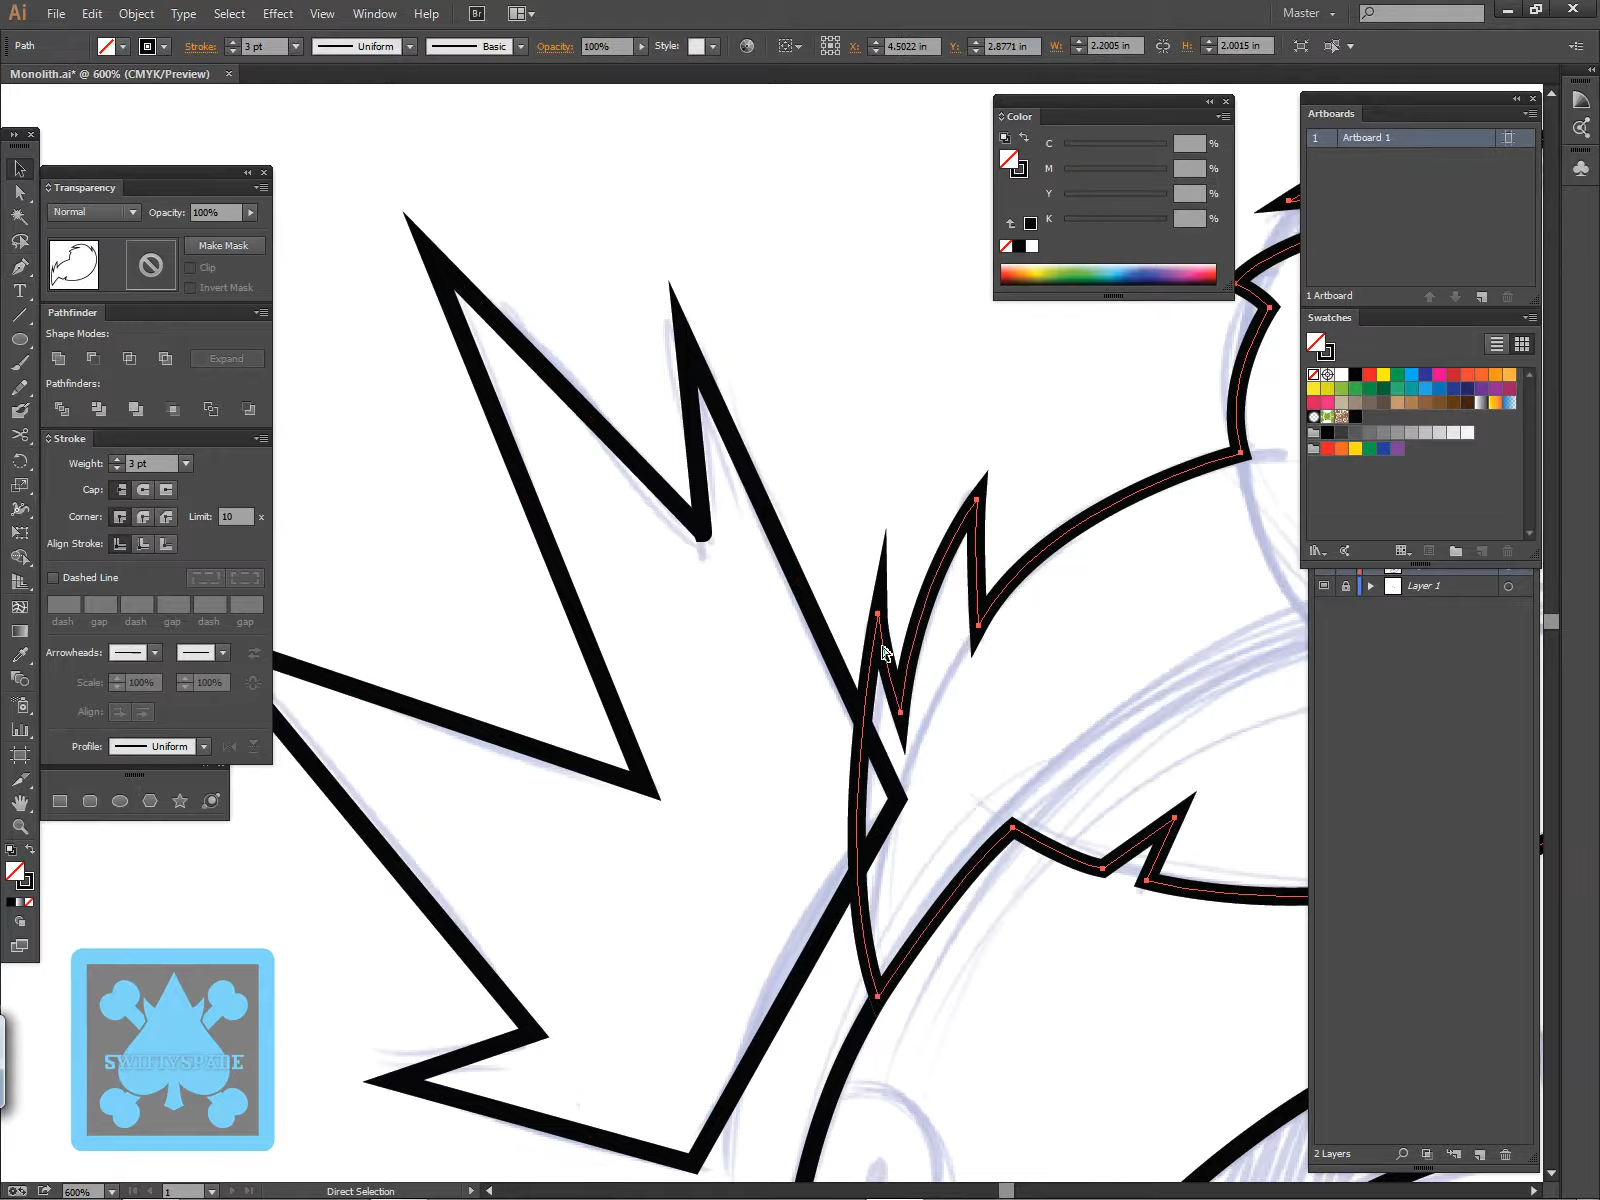 Ai File Edit Object Type Select Effect View Window Help Br Master
Path Stroke: 3 pt Uniform Basic Opacity: 100% Style: X: 4.5022 in Y: 2.8771 in W: 2.2005 in H: 2.0015 in
Monolith.ai* @ 600% (CMYK/Preview)
Transparency
Normal Opacity: 100%
Make Mask
Clip
Invert Mask
Pathfinder
Shape Modes:
Expand
Pathfinders:
Stroke
Weight: 3 pt
Cap:
Corner: Limit: 10 x
Align Stroke:
Dashed Line
dash gap dash gap dash gap
Arrowheads:
Scale: 100% 100%
Align:
Profile: Uniform
Color
C %
M %
Y %
K %
Artboards
1 Artboard 1
1 Artboard
Swatches
Layer 1
2 Layers
SWIFTYSPADE
600% 1 Direct Selection